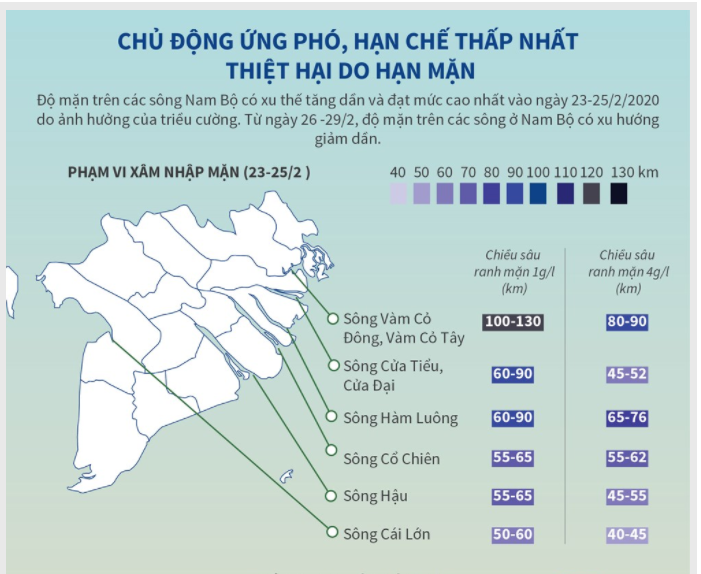 CHỦ ĐỘNG ỨNG PHÓ, HẠN CHẾ THẤP NHẤT
THIỆT HẠI DO HẠN MẶN
Độ mặn trên các sông Nam Bộ có xu thế tăng dần và đạt mức cao nhất vào ngày 23-25/2/2020
do ảnh hưởng của triều cường. Từ ngày 26 -29/2, độ mặn trên các sông ở Nam Bộ có xu hướng
giảm dần.
PHẠM VI XÂM NHẬP MẶN (23-25/2 )
40 50 60 70 80 90 100 110 120 130 km
Chiều sâu
ranh mặn 1g/l
(km)
Chiều sâu
ranh mặn 4g/l
(km)
Sông Vàm Cỏ
Đông, Vàm Cỏ Tây
100-130
80-90
Sông Cửa Tiểu,
Cửa Đại
60-90
45-52
Sông Hàm Luông
60-90
65-76
Sông Cổ Chiên
55-65
55-62
Sông Hậu
55-65
45-55
Sông Cái Lớn
50-60
40-45